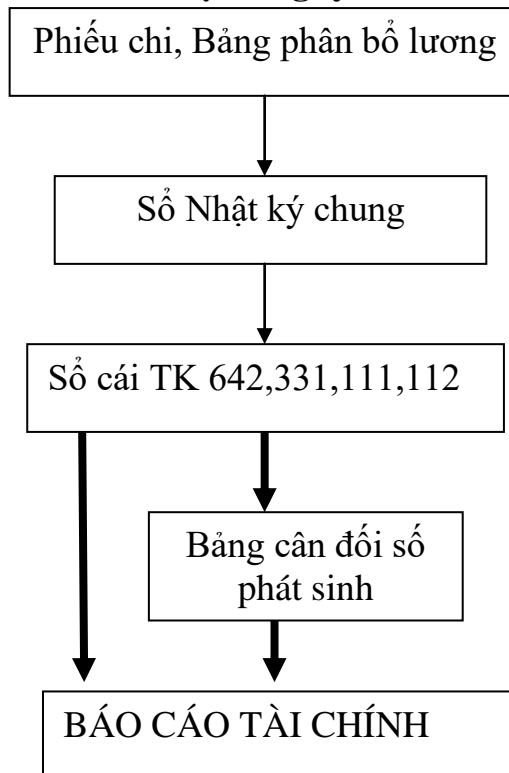 Phiếu chi, Bảng phân bổ lương
Sổ Nhật ký chung
Sổ cái TK 642,331,111,112
Bảng cân đối số
phát sinh
BÁO CÁO TÀI CHÍNH